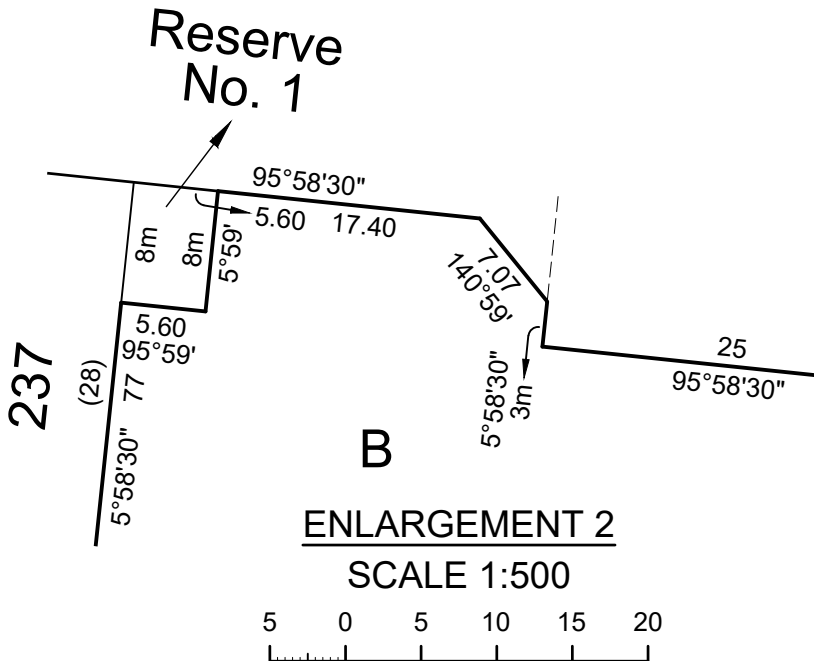 Reserve
No. 1
95°58'30"
5.60
17.40
8m
8m
5°59'
7.07
140°59'
5.60
95°59'
237
(28)
77
5°58'30"
5°58'30"
3m
25
95°58'30"
B
ENLARGEMENT 2
SCALE 1:500
5 0 5 10 15 20